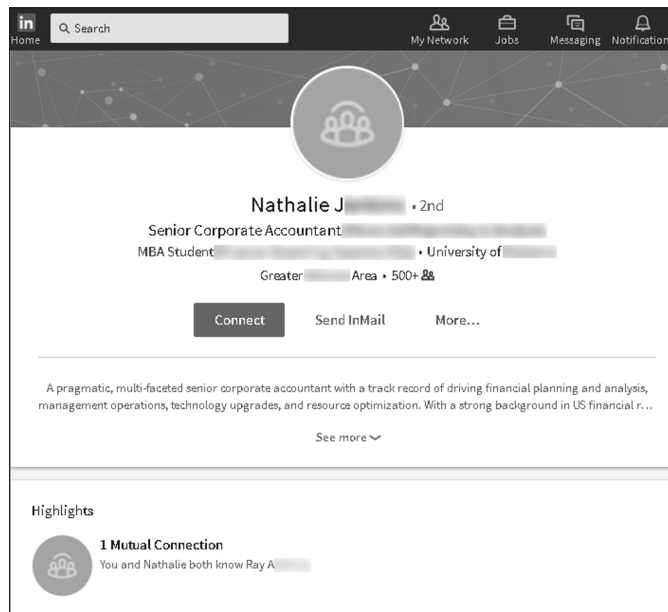 in
Home
Search
My Network
Jobs
Messaging
Notification
Nathalie J • 2nd
Senior Corporate Accountant
MBA Student • University of
Greater Area • 500+
Connect
Send InMail
More...
A pragmatic, multi-faceted senior corporate accountant with a track record of driving financial planning and analysis,
management operations, technology upgrades, and resource optimization. With a strong background in US financial r...
See more
Highlights
1 Mutual Connection
You and Nathalie both know Ray A